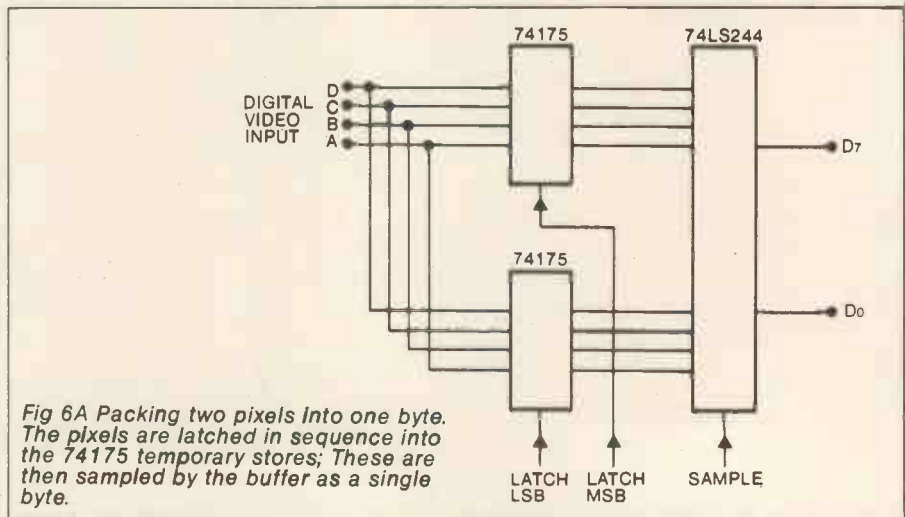 74175
74LS244
DIGITAL
VIDEO
INPUT
D
C
B
A
D7
74175
D0
Fig 6A Packing two pixels into one byte.
The pixels are latched in sequence into
the 74175 temporary stores; These are
then sampled by the buffer as a single
byte.
LATCH
LSB
LATCH
MSB
SAMPLE